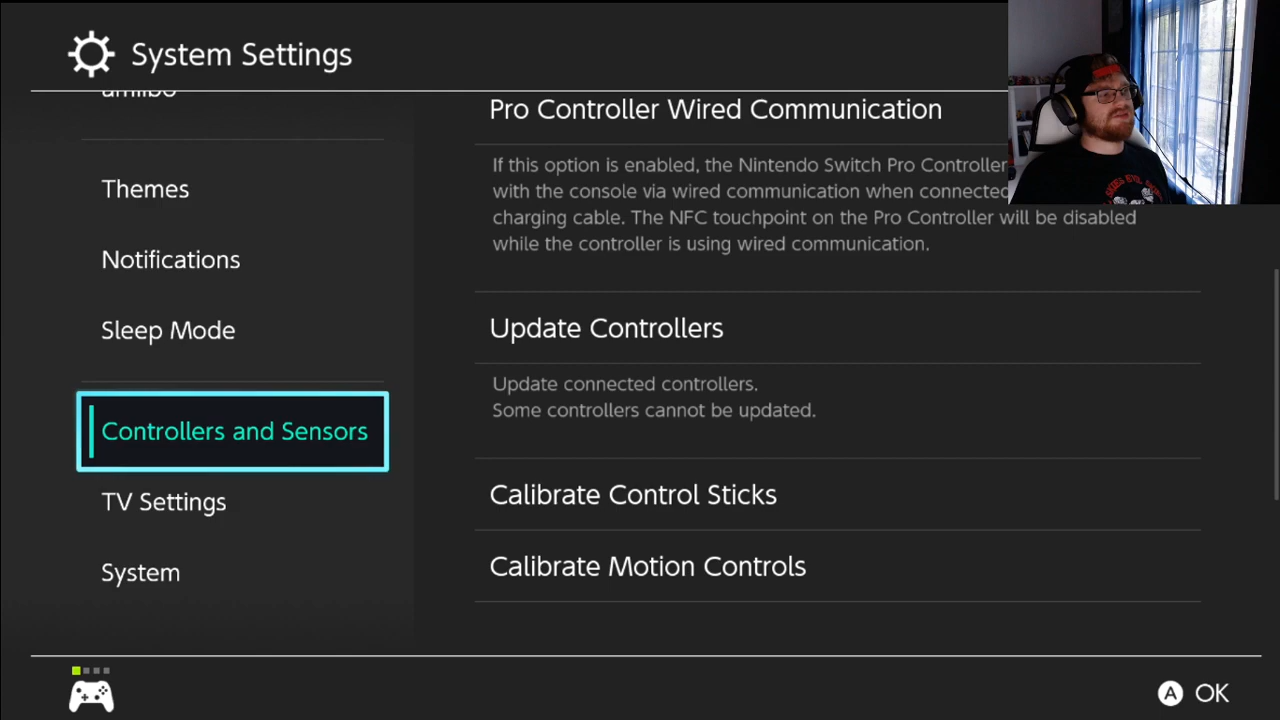 System Settings
amiibo
Themes
Notifications
Sleep Mode
Controllers and Sensors
TV Settings
System
Pro Controller Wired Communication
If this option is enabled, the Nintendo Switch Pro Controller
with the console via wired communication when connected
charging cable. The NFC touchpoint on the Pro Controller will be disabled
while the controller is using wired communication.
Update Controllers
Update connected controllers.
Some controllers cannot be updated.
Calibrate Control Sticks
Calibrate Motion Controls
A OK